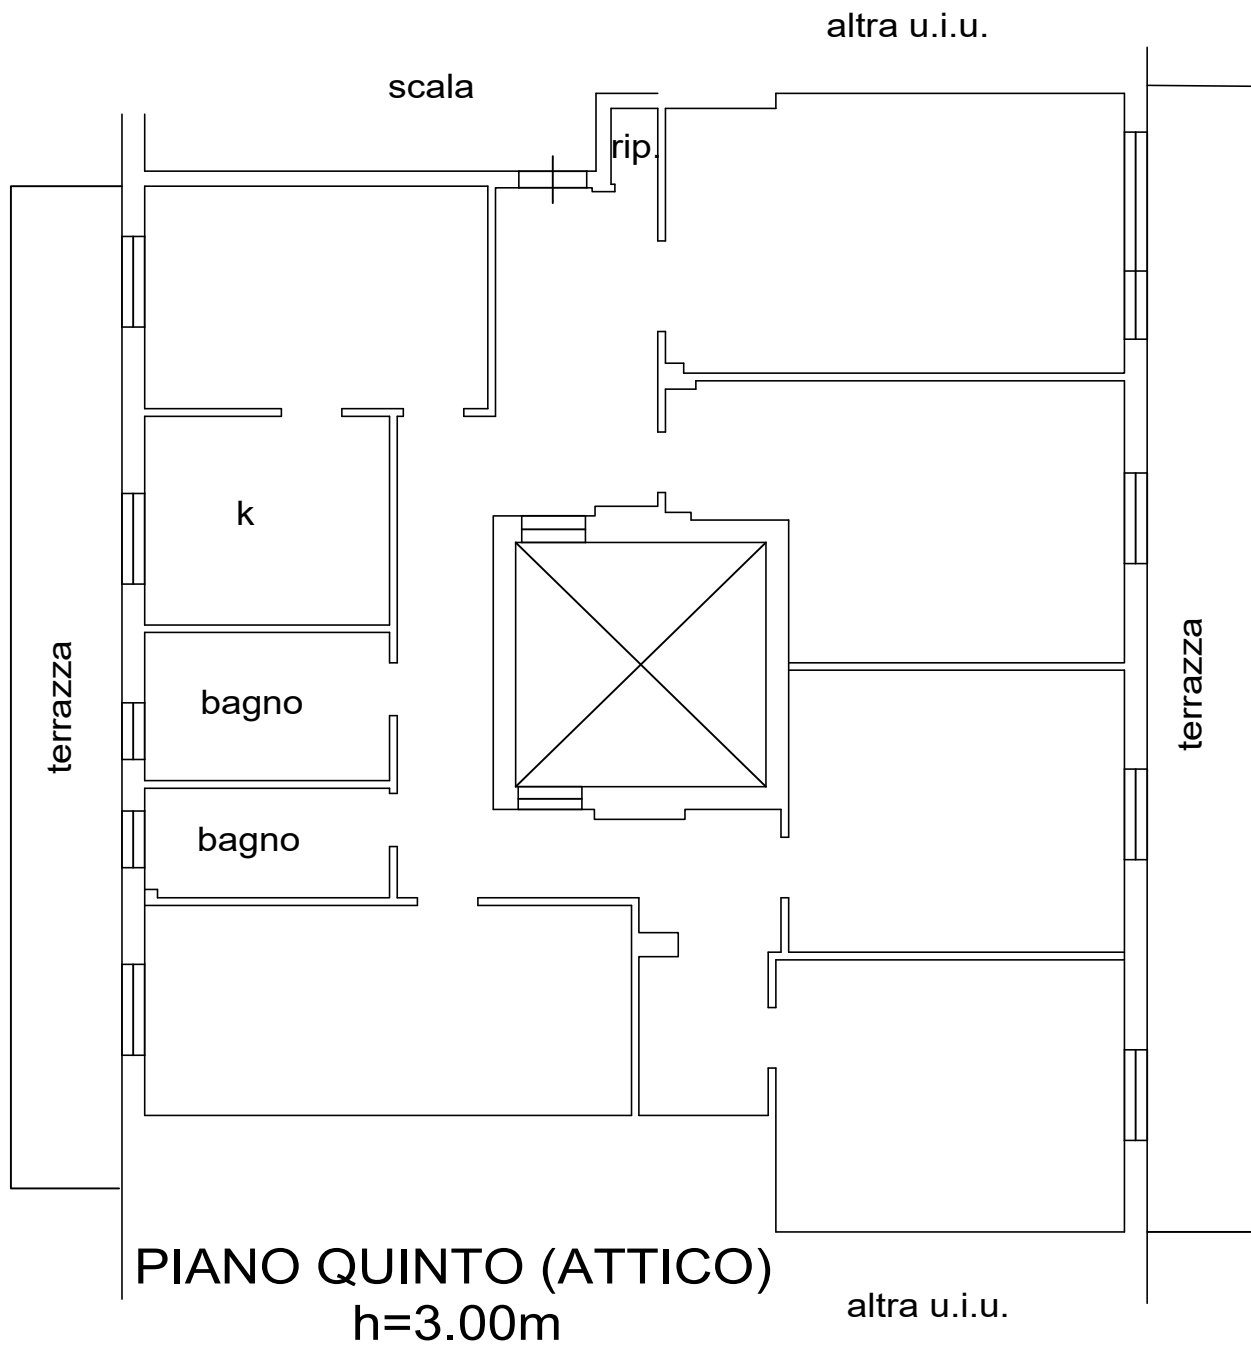 altra u.i.u.
scala
rip.
k
terrazza
terrazza
bagno
bagno
PIANO QUINTO (ATTICO)
h=3.00m
altra u.i.u.